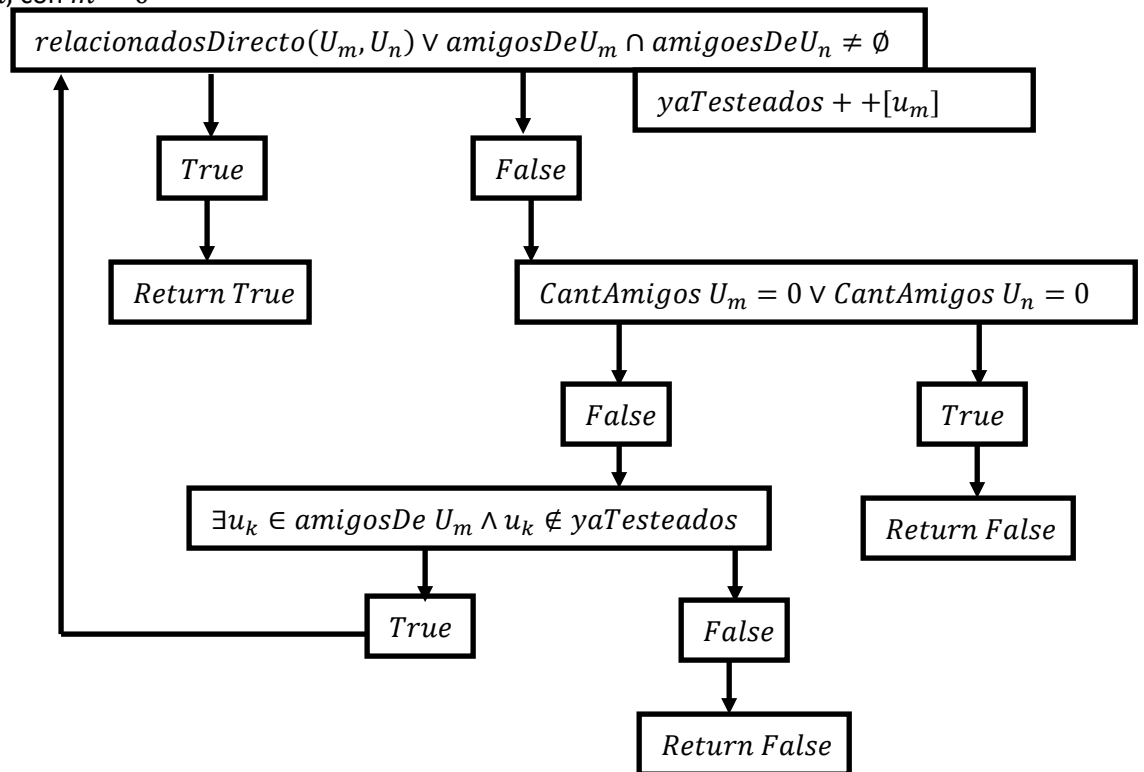 relacionadosDirecto(U_m, U_n) ∨ amigosDeU_m ∩ amigoesDeU_n ≠ ∅
yaTesteados + +[u_m]
True
False
Return True
CantAmigos U_m = 0 ∨ CantAmigos U_n = 0
False
True
∃u_k ∈ amigosDe U_m ∧ u_k ∉ yaTesteados
Return False
True
False
Return False